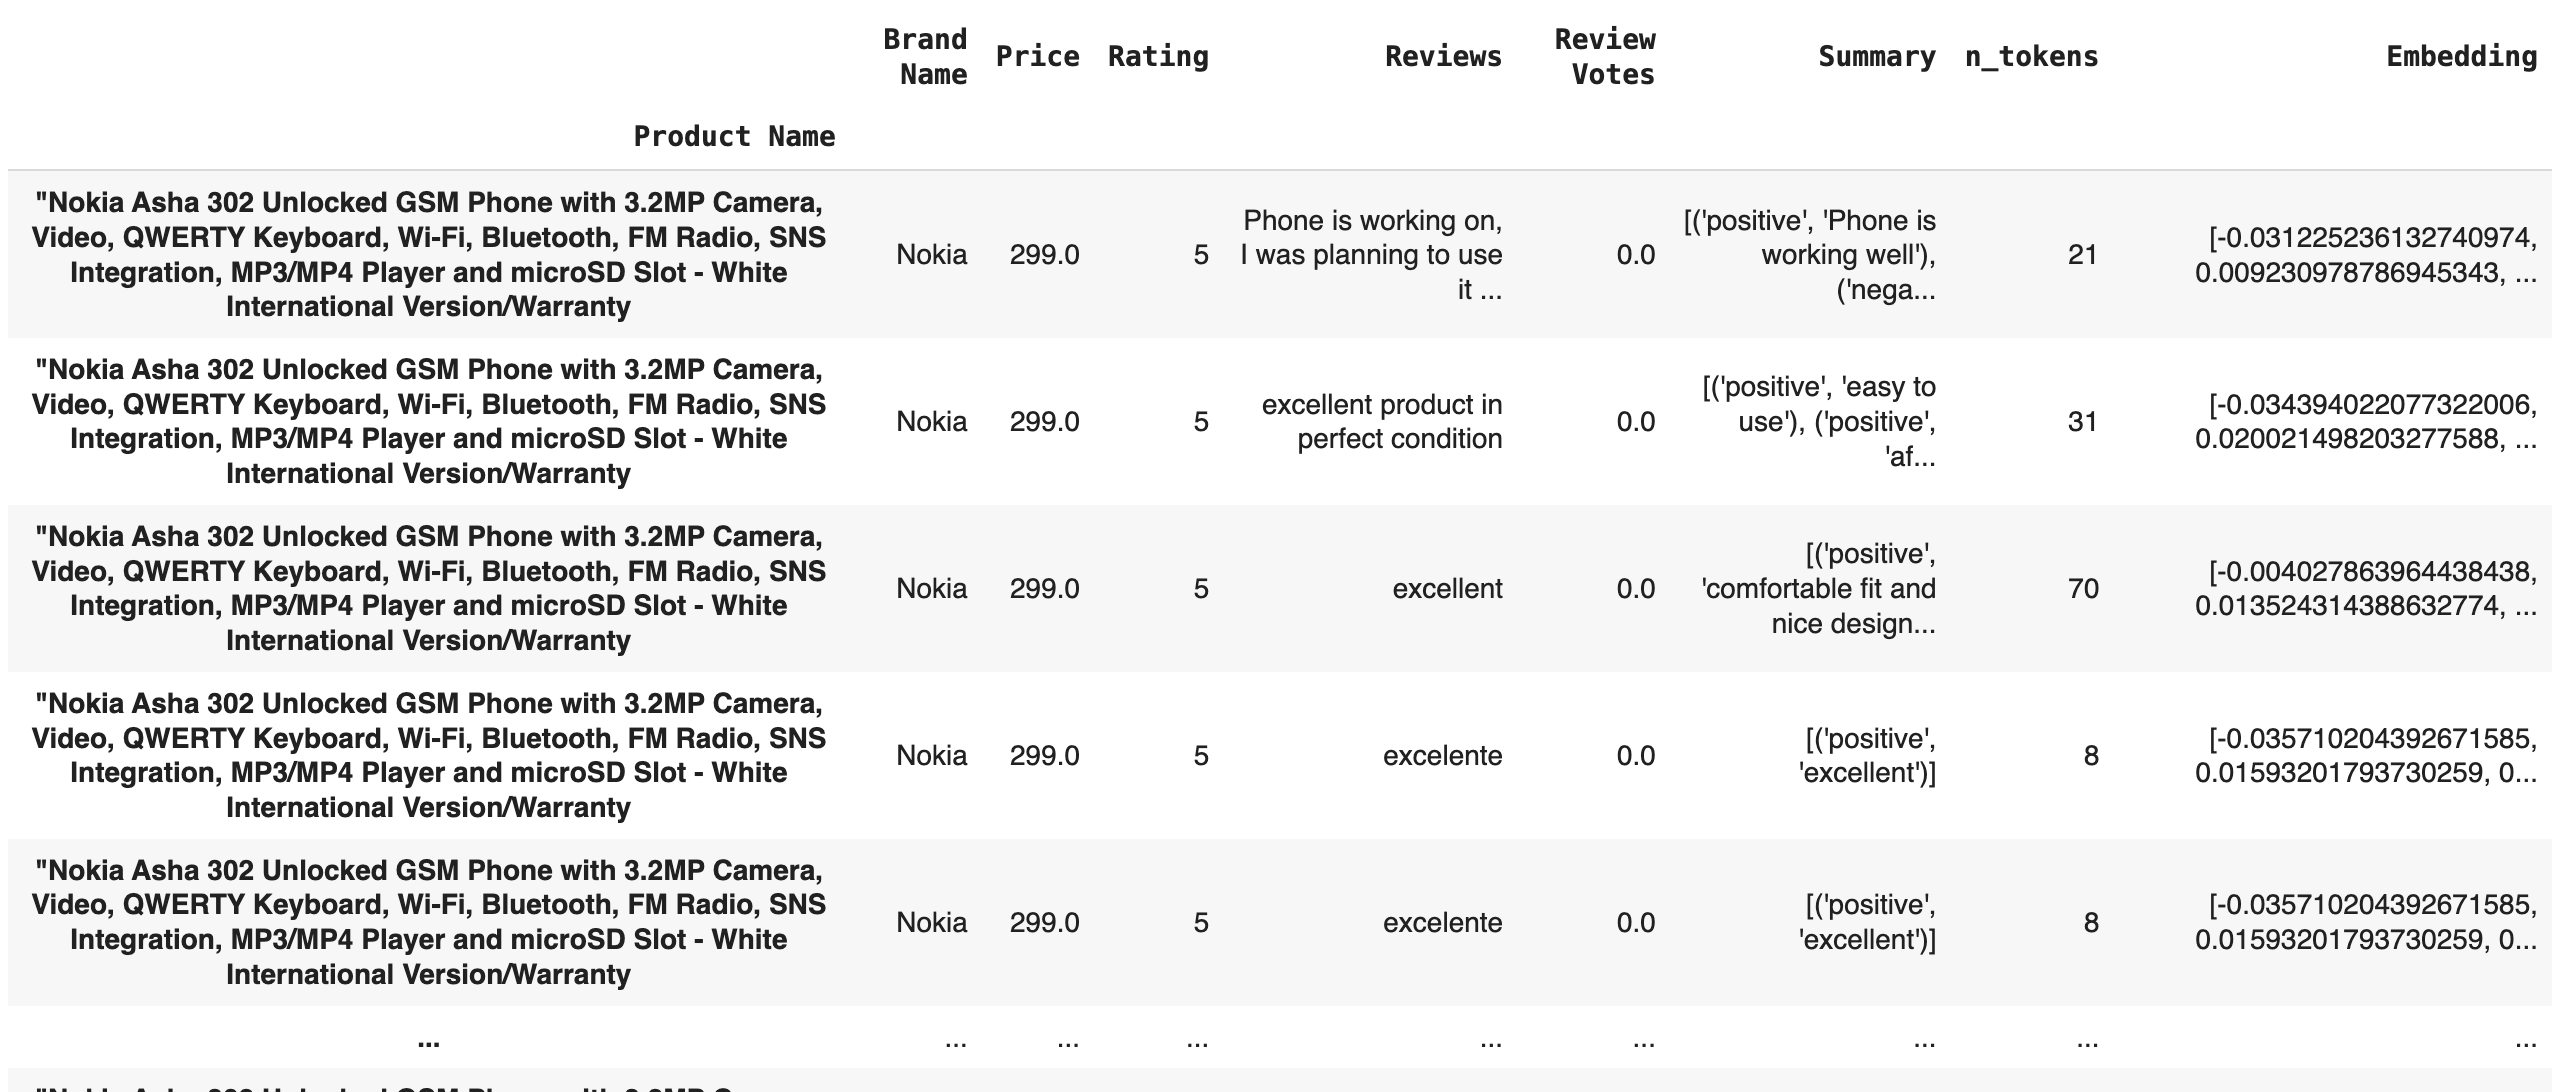 Brand Name Price Rating Reviews Review Votes Summary n_tokens Embedding
Product Name
"Nokia Asha 302 Unlocked GSM Phone with 3.2MP Camera,
Video, QWERTY Keyboard, Wi-Fi, Bluetooth, FM Radio, SNS
Integration, MP3/MP4 Player and microSD Slot - White
International Version/Warranty
Nokia
299.0
5
Phone is working on,
I was planning to use
it ...
0.0
[('positive', 'Phone is
working well'),
('nega...
21
[-0.031225236132740974,
0.009230978786945343, ...
"Nokia Asha 302 Unlocked GSM Phone with 3.2MP Camera,
Video, QWERTY Keyboard, Wi-Fi, Bluetooth, FM Radio, SNS
Integration, MP3/MP4 Player and microSD Slot - White
International Version/Warranty
Nokia
299.0
5
excellent product in
perfect condition
0.0
[('positive', 'easy to
use'), ('positive',
'af...
31
[-0.034394022077322006,
0.020021498203277588, ...
"Nokia Asha 302 Unlocked GSM Phone with 3.2MP Camera,
Video, QWERTY Keyboard, Wi-Fi, Bluetooth, FM Radio, SNS
Integration, MP3/MP4 Player and microSD Slot - White
International Version/Warranty
Nokia
299.0
5
excellent
0.0
[('positive',
'comfortable fit and
nice design...
70
[-0.004027863964438438,
0.013524314388632774, ...
"Nokia Asha 302 Unlocked GSM Phone with 3.2MP Camera,
Video, QWERTY Keyboard, Wi-Fi, Bluetooth, FM Radio, SNS
Integration, MP3/MP4 Player and microSD Slot - White
International Version/Warranty
Nokia
299.0
5
excelente
0.0
[('positive',
'excellent')]
8
[-0.035710204392671585,
0.01593201793730259, 0...
"Nokia Asha 302 Unlocked GSM Phone with 3.2MP Camera,
Video, QWERTY Keyboard, Wi-Fi, Bluetooth, FM Radio, SNS
Integration, MP3/MP4 Player and microSD Slot - White
International Version/Warranty
Nokia
299.0
5
excelente
0.0
[('positive',
'excellent')]
8
[-0.035710204392671585,
0.01593201793730259, 0...
... ... ... ... ... ... ... ... ...